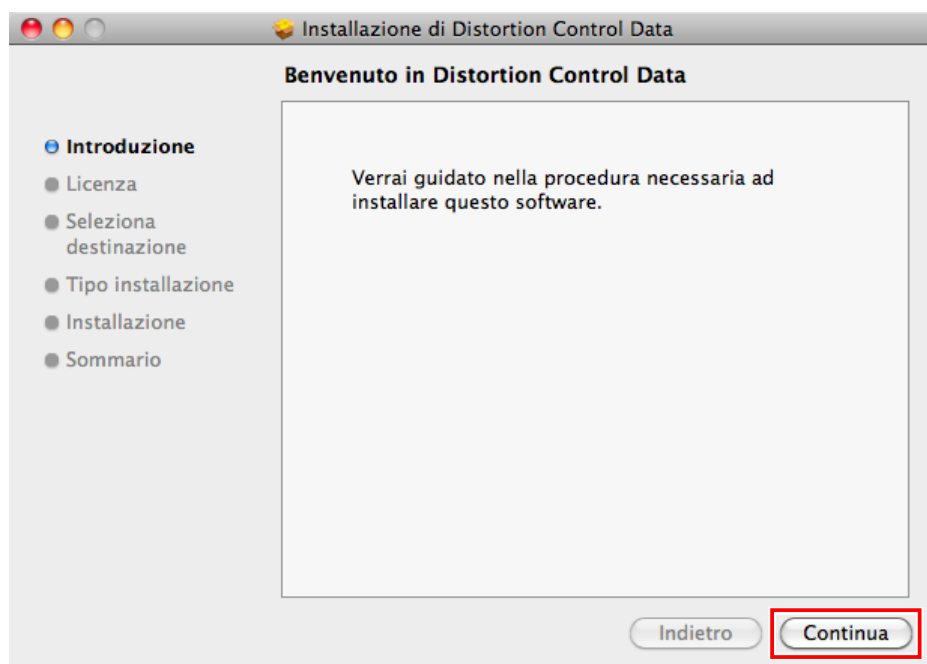 Installazione di Distortion Control Data
Benvenuto in Distortion Control Data
Introduzione
Licenza
Seleziona
destinazione
Tipo installazione
Installazione
Sommario
Verrai guidato nella procedura necessaria ad
installare questo software.
Indietro
Continua